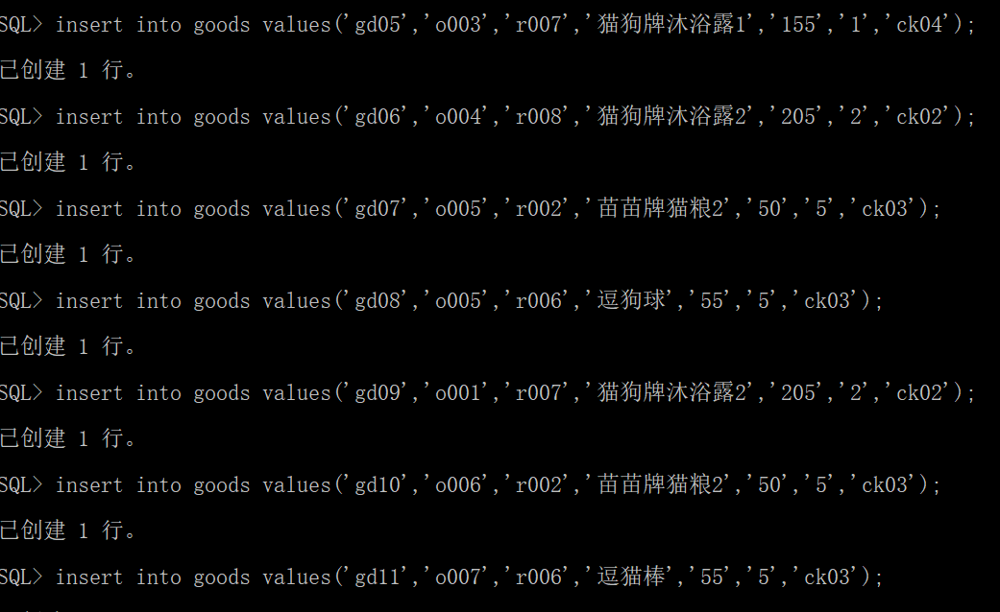 SQL> insert into goods values('gd05','o003','r007','猫狗牌沐浴露1','155','1','ck04');
已创建 1 行。
SQL> insert into goods values('gd06','o004','r008','猫狗牌沐浴露2','205','2','ck02');
已创建 1 行。
SQL> insert into goods values('gd07','o005','r002','苗苗牌猫粮2','50','5','ck03');
已创建 1 行。
SQL> insert into goods values('gd08','o005','r006','逗狗球','55','5','ck03');
已创建 1 行。
SQL> insert into goods values('gd09','o001','r007','猫狗牌沐浴露2','205','2','ck02');
已创建 1 行。
SQL> insert into goods values('gd10','o006','r002','苗苗牌猫粮2','50','5','ck03');
已创建 1 行。
SQL> insert into goods values('gd11','o007','r006','逗猫棒','55','5','ck03');